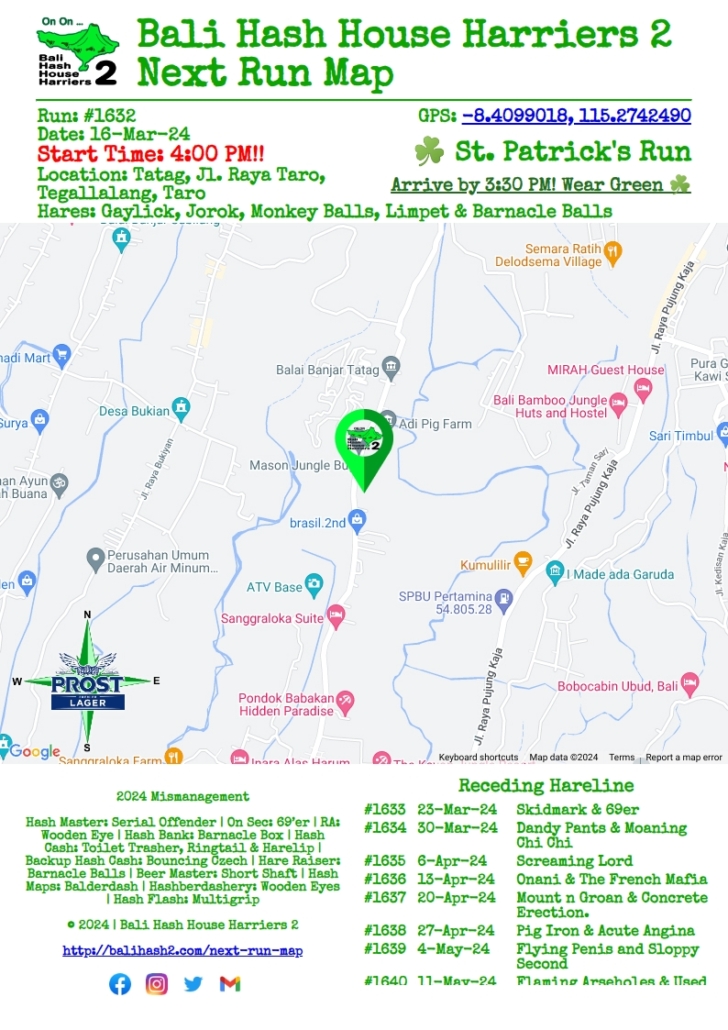 On On ...
Bali
Hash
House
Harriers 2
Bali Hash House Harriers 2
Next Run Map
Run: #1632
Date: 16-Mar-24
Start Time: 4:00 PM!!
Location: Tatag, Jl. Raya Taro,
Tegallalang, Taro
GPS: -8.4099018, 115.2742490
☘ St. Patrick's Run
Arrive by 3:30 PM! Wear Green ☘
Hares: Gaylick, Jorok, Monkey Balls, Limpet & Barnacle Balls
Semara Ratih
Delodsema Village
Jl. Raya Pujung Kaja
nadi Mart
Balai Banjar Tatag
MIRAH Guest House
Pura G
Kawi S
Bali Bamboo Jungle
Huts and Hostel
Desa Bukian
Surya
Adi Pig Farm
Sari Timbul
Mason Jungle Bu
Jl. Raya Bukiyan
Jl. Taman Sari
Jl. Raya Pujung Kaja
an Ayun
h Buana
brasil.2nd
Perusahan Umum
Daerah Air Minum...
Kumulilir
I Made ada Garuda
Jl. Kedisan Kaja
len
ATV Base
SPBU Pertamina
54.805.28
Sanggraloka Suite
N
W
E
S
PROST
LAGER
Bobocabin Ubud, Bali
Pondok Babakan
Hidden Paradise
Jl. Raya Pujung Kaja
Google
Sanggraloka Farm
Inara Alas Harum
Keyboard shortcuts Map data ©2024 Terms Report a map error
2024 Mismanagement
Hash Master: Serial Offender | On Sec: 69'er | RA:
Wooden Eye | Hash Bank: Barnacle Box | Hash
Cash: Toilet Trasher, Ringtail & Harelip |
Backup Hash Cash: Bouncing Czech | Hare Raiser:
Barnacle Balls | Beer Master: Short Shaft | Hash
Maps: Balderdash | Hashberdashery: Wooden Eyes
| Hash Flash: Multigrip
© 2024 | Bali Hash House Harriers 2
http://balihash2.com/next-run-map
Receding Hareline
#1633 23-Mar-24 Skidmark & 69er
#1634 30-Mar-24 Dandy Pants & Moaning
Chi Chi
#1635 6-Apr-24 Screaming Lord
#1636 13-Apr-24 Onani & The French Mafia
#1637 20-Apr-24 Mount n Groan & Concrete
Erection.
#1638 27-Apr-24 Pig Iron & Acute Angina
#1639 4-May-24 Flying Penis and Sloppy
Second
#1640 11-May-24 Flaming Arseholes & Used